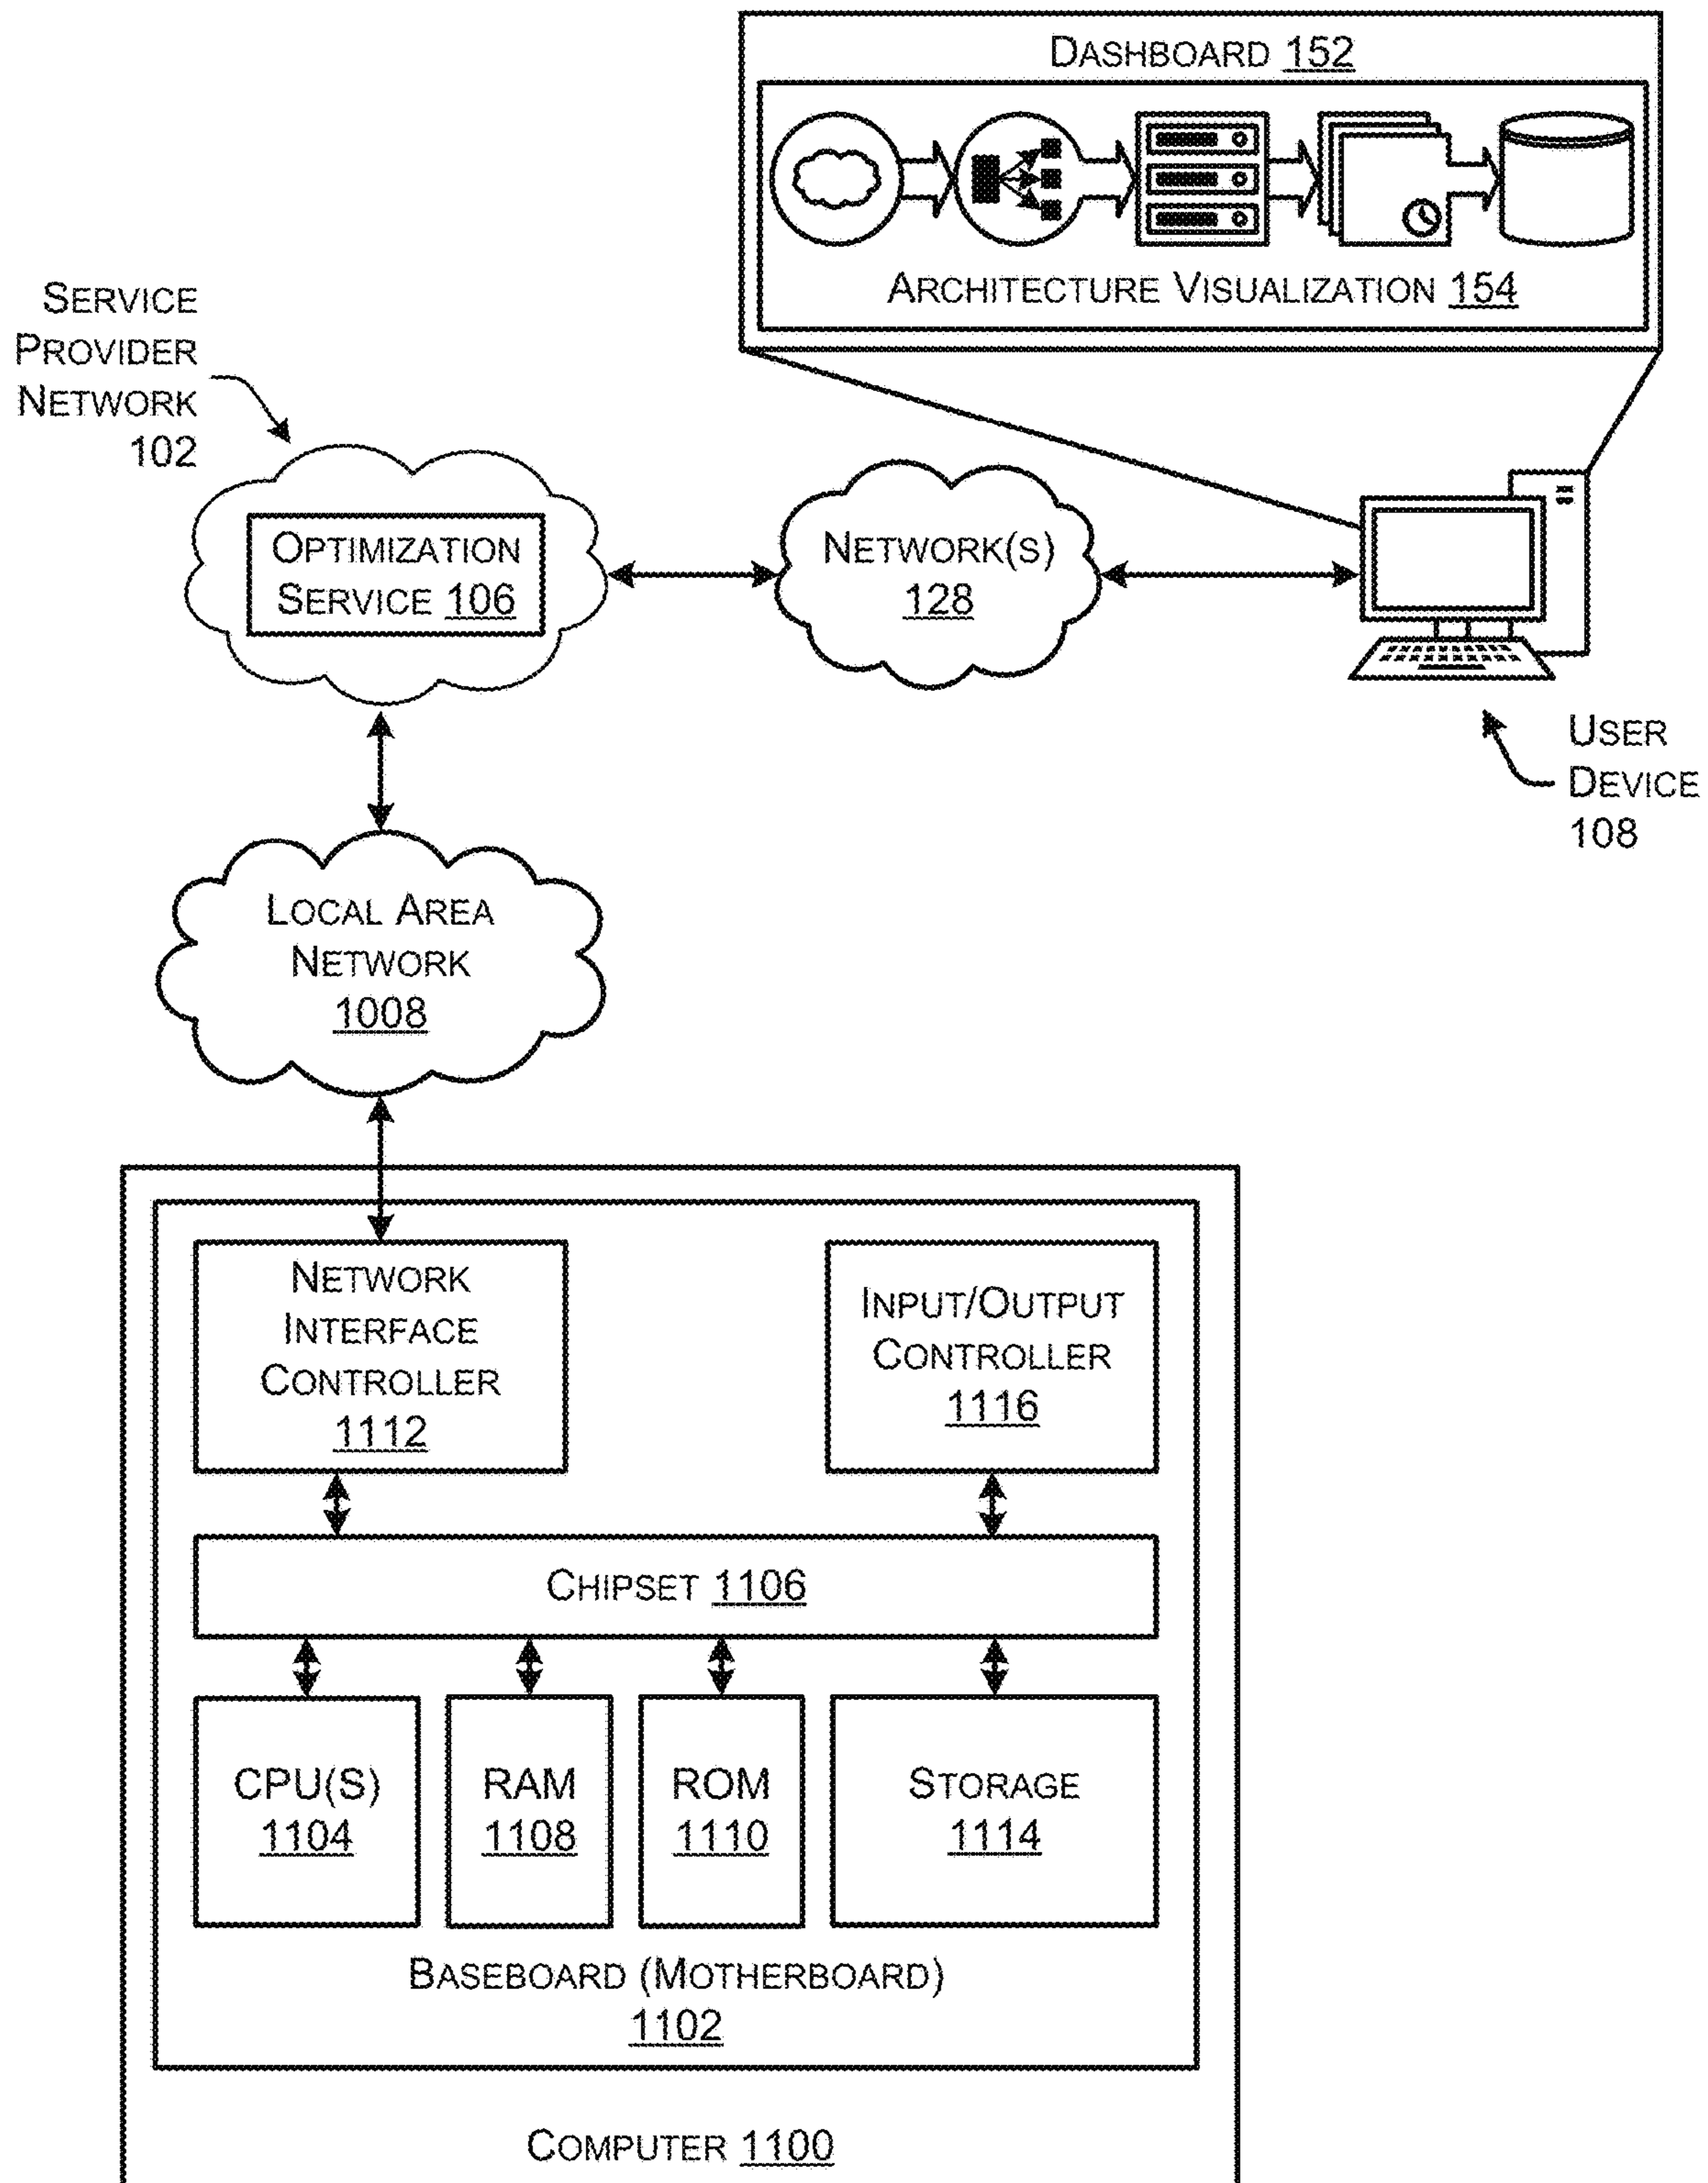 DASHBOARD 152
ARCHITECTURE VISUALIZATION 154
SERVICE
PROVIDER
NETWORK
102
OPTIMIZATION
SERVICE 106
NETWORK(S)
128
USER
DEVICE
108
LOCAL AREA
NETWORK
1008
NETWORK
INTERFACE
CONTROLLER
1112
INPUT/OUTPUT
CONTROLLER
1116
CHIPSET 1106
CPU(S)
1104
RAM
1108
ROM
1110
STORAGE
1114
BASEBOARD (MOTHERBOARD)
1102
COMPUTER 1100